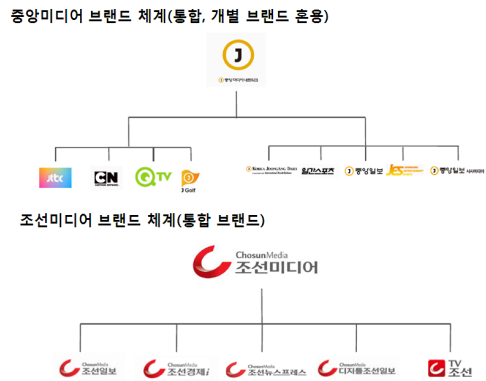 중앙미디어 브랜드 체계(통합, 개별 브랜드 혼용)
J
중앙미디어네트워크
jtbc
CN
QTV
J Golf
KOREA JOONGANG DAILY
일간스포츠
중앙일보
jes
중앙일보 시사미디어
조선미디어 브랜드 체계(통합 브랜드)
ChosunMedia
조선미디어
ChosunMedia
조선일보
ChosunMedia
조선경제i
ChosunMedia
조선뉴스프레스
ChosunMedia
디지틀조선일보
TV
조선